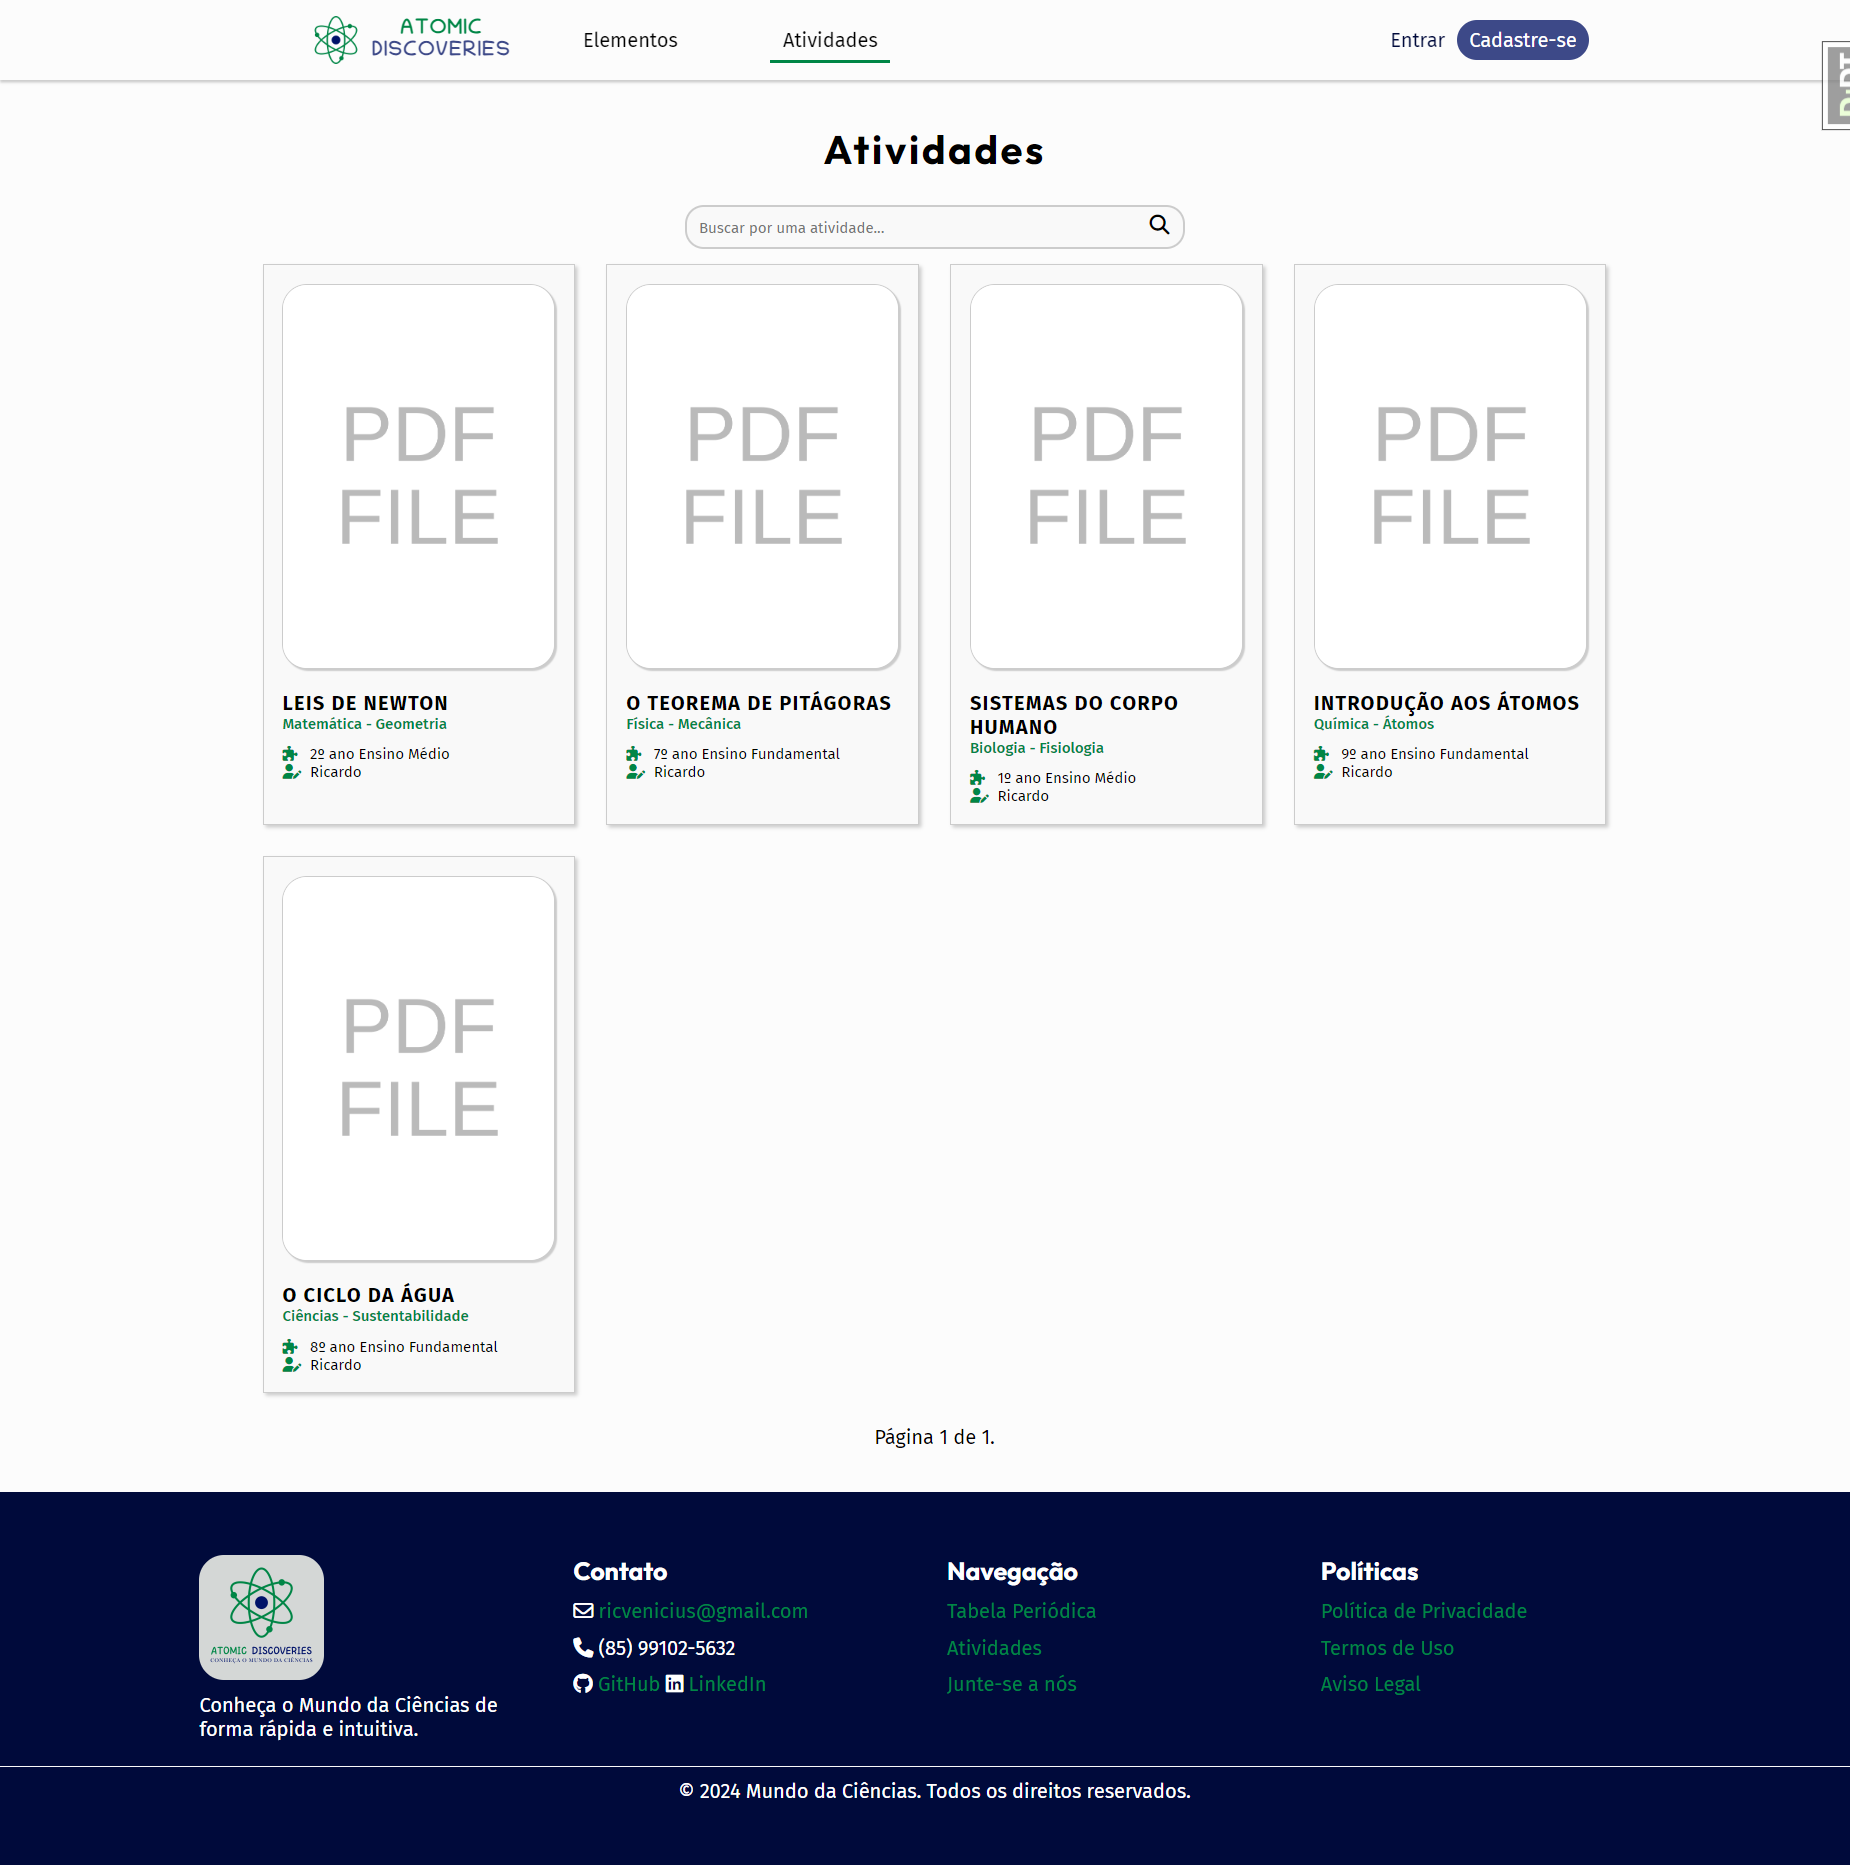 ATOMIC
DISCOVERIES
Elementos
Atividades
Entrar
Cadastre-se
DjDT
Atividades
Buscar por uma atividade...
PDF
FILE
LEIS DE NEWTON
Matemática - Geometria
2º ano Ensino Médio
Ricardo
PDF
FILE
O TEOREMA DE PITÁGORAS
Física - Mecânica
7º ano Ensino Fundamental
Ricardo
PDF
FILE
SISTEMAS DO CORPO
HUMANO
Biologia - Fisiologia
1º ano Ensino Médio
Ricardo
PDF
FILE
INTRODUÇÃO AOS ÁTOMOS
Química - Átomos
9º ano Ensino Fundamental
Ricardo
PDF
FILE
O CICLO DA ÁGUA
Ciências - Sustentabilidade
8º ano Ensino Fundamental
Ricardo
Página 1 de 1.
ATOMIC DISCOVERIES
CONHEÇA O MUNDO DA CIÊNCIAS
Conheça o Mundo da Ciências de
forma rápida e intuitiva.
Contato
ricvenicius@gmail.com
(85) 99102-5632
GitHub LinkedIn
Navegação
Tabela Periódica
Atividades
Junte-se a nós
Políticas
Política de Privacidade
Termos de Uso
Aviso Legal
© 2024 Mundo da Ciências. Todos os direitos reservados.